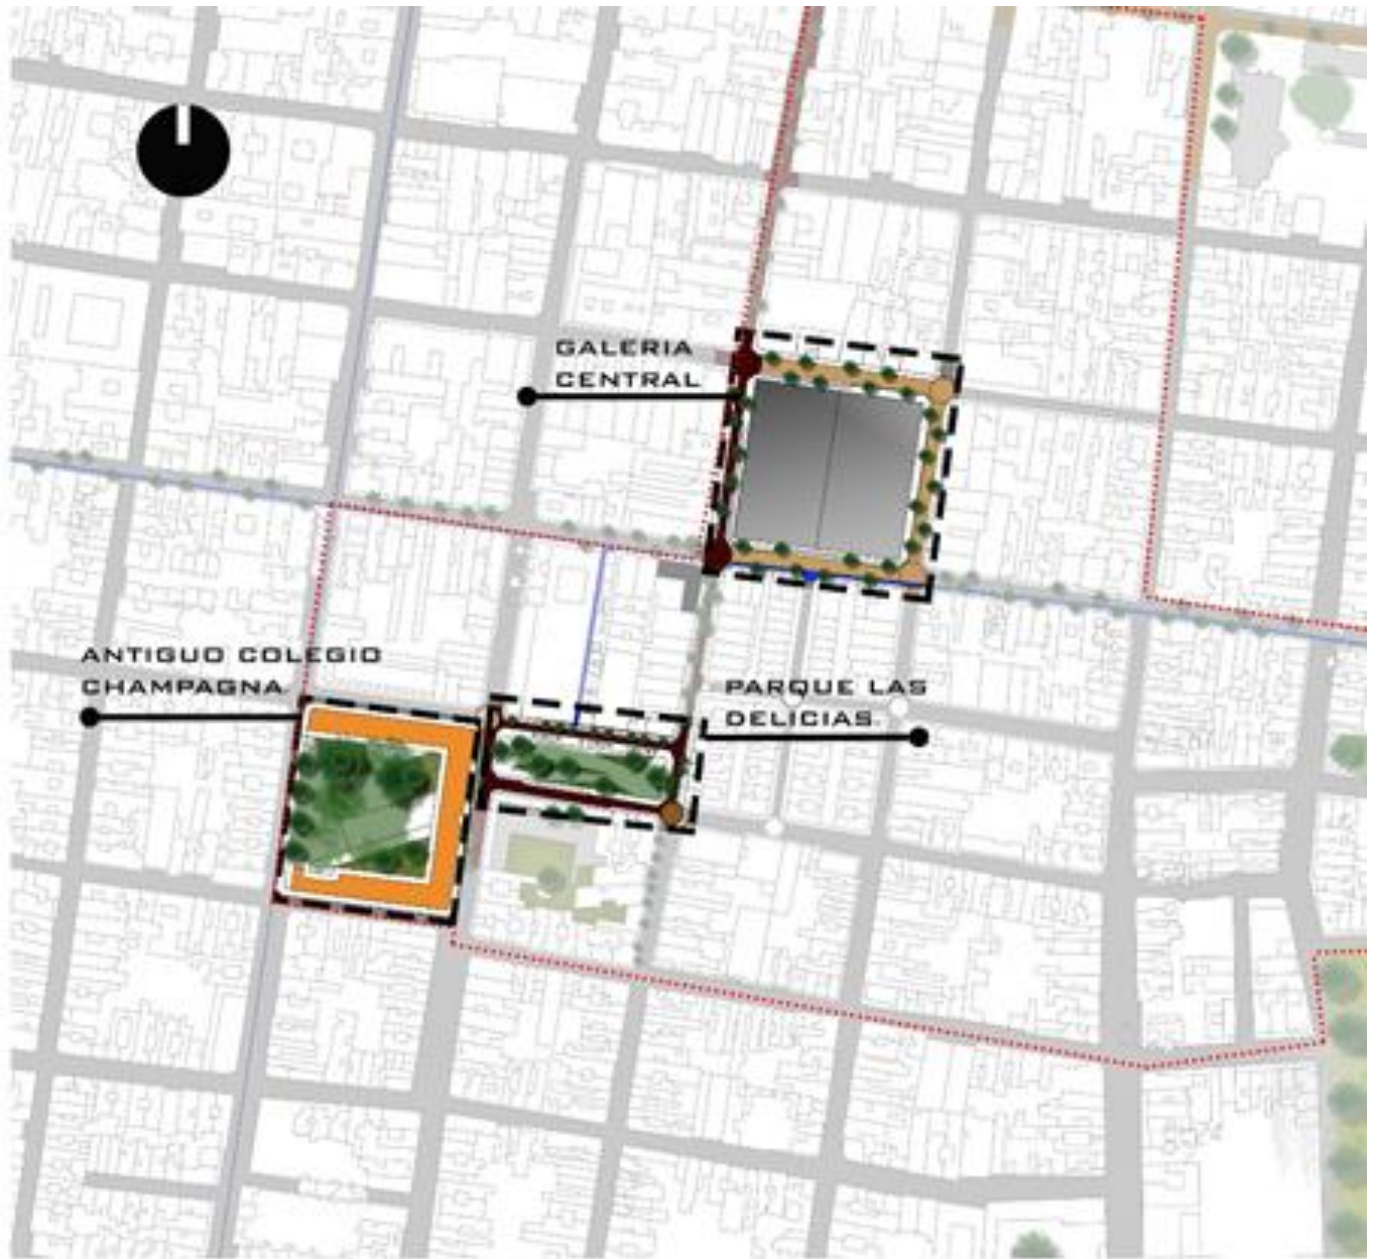 GALERIA
CENTRAL
ANTIGUO COLEGIO
CHAMPAGNA
PARQUE LAS
DELICIAS